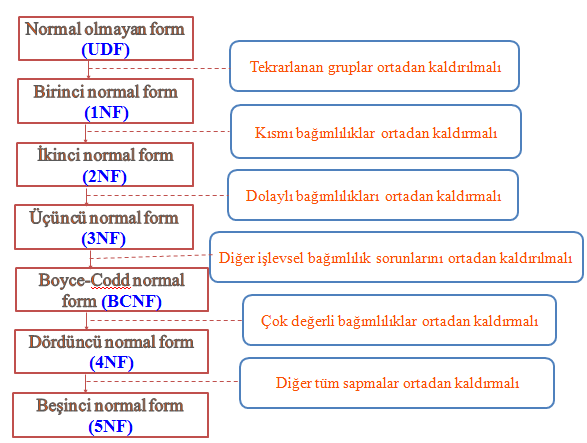 Normal olmayan form
(UDF)
Tekrarlanan gruplar ortadan kaldırılmalı
Birinci normal form
(1NF)
Kısmı bağımlılıklar ortadan kaldırmalı
İkinci normal form
(2NF)
Dolaylı bağımlılıkları ortadan kaldırmalı
Üçüncü normal form
(3NF)
Diğer işlevsel bağımlılık sorunlarını ortadan kaldırılmalı
Boyce-Codd normal
form (BCNF)
Çok değerli bağımlılıklar ortadan kaldırmalı
Dördüncü normal form
(4NF)
Diğer tüm sapmalar ortadan kaldırmalı
Beşinci normal form
(5NF)